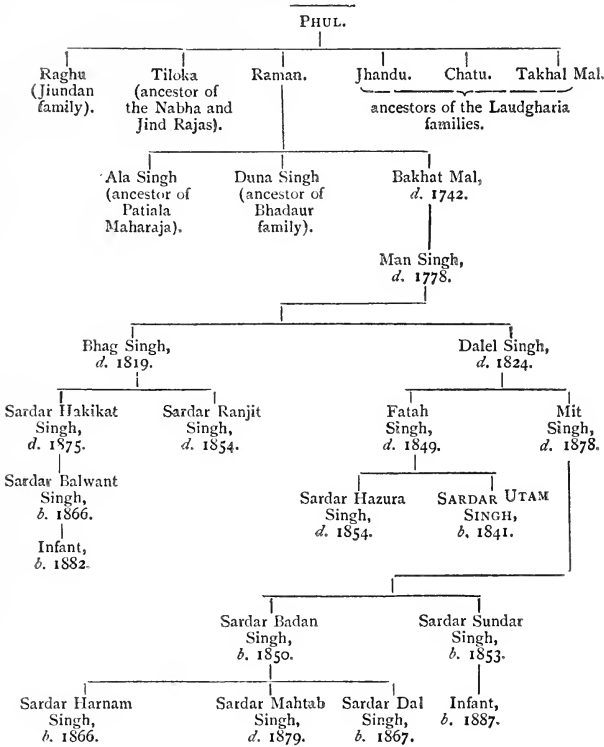 PHUL.
Raghu
(Jiundan
family).
Tiloka
(ancestor of
the Nabha and
Jind Rajas).
Raman.
Jhandu. Chatu. Takhal Mal.
ancestors of the Laudgharia
families.
Ala Singh
(ancestor of
Patiala
Maharaja).
Duna Singh
(ancestor of
Bhadaur
family).
Bakhat Mal,
d. 1742.
Man Singh,
d. 1778.
Bhag Singh,
d. 1819.
Dalel Singh,
d. 1824.
Sardar Hakikat
Singh,
d. 1875.
Sardar Ranjit
Singh,
d. 1854.
Fatah
Singh,
d. 1849.
Mit
Singh,
d. 1878.
Sardar Balwant
Singh,
b. 1866.
Infant,
b. 1882.
Sardar Hazura
Singh,
d. 1854.
SARDAR UTAM
SINGH,
b. 1841.
Sardar Badan
Singh,
b. 1850.
Sardar Sundar
Singh,
b. 1853.
Sardar Harnam
Singh,
b. 1866.
Sardar Mahtab
Singh,
d. 1879.
Sardar Dal
Singh,
b. 1867.
Infant,
b. 1887.